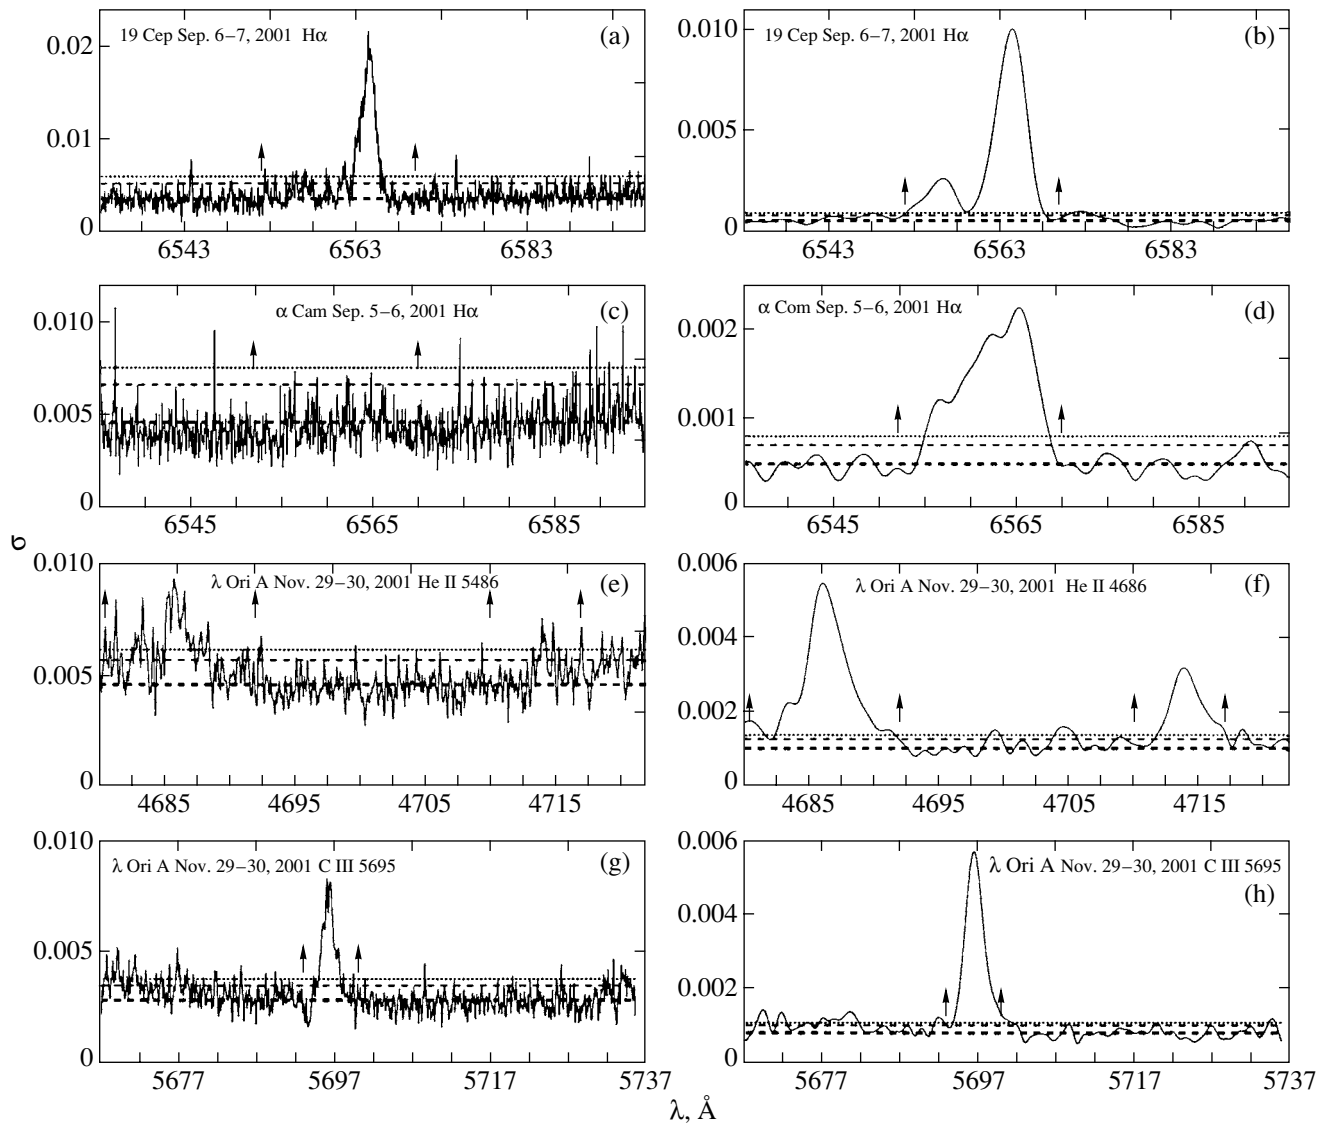 19 Cep Sep. 6–7, 2001 Hα
(a)
0.02
0.01
0
6543 6563 6583
19 Cep Sep. 6–7, 2001 Hα
(b)
0.010
0.005
0
6543 6563 6583
α Cam Sep. 5–6, 2001 Hα
(c)
0.010
0.005
0
6545 6565 6585
α Com Sep. 5–6, 2001 Hα
(d)
0.002
0.001
0
6545 6565 6585
σ
λ Ori A Nov. 29–30, 2001 He II 5486
(e)
0.010
0.005
0
4685 4695 4705 4715
λ Ori A Nov. 29–30, 2001 He II 4686
(f)
0.006
0.004
0.002
0
4685 4695 4705 4715
λ Ori A Nov. 29–30, 2001 C III 5695
(g)
0.010
0.005
0
5677 5697 5717 5737
λ Ori A Nov. 29–30, 2001 C III 5695
(h)
0.006
0.004
0.002
0
5677 5697 5717 5737
λ, Å